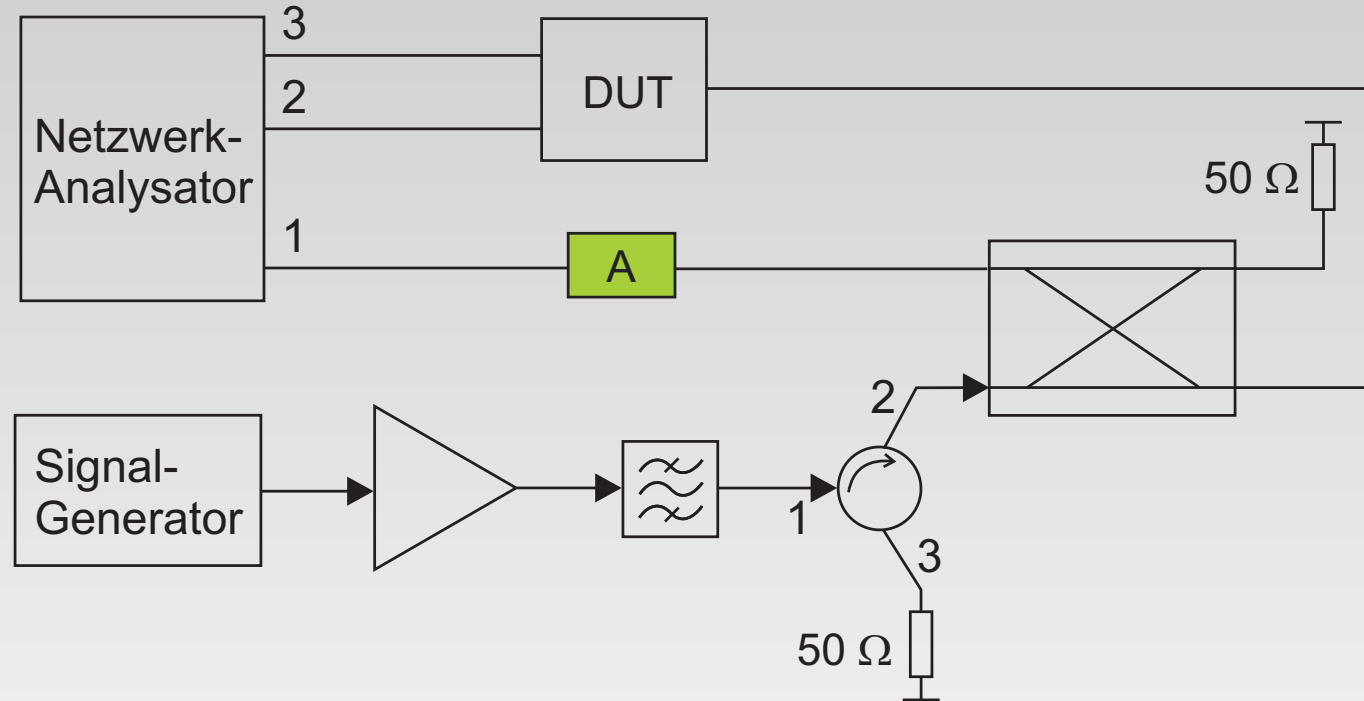 3
DUT
2
Netzwerk-
Analysator
50 Ω
1
A
2
Signal-
Generator
1
3
50 Ω